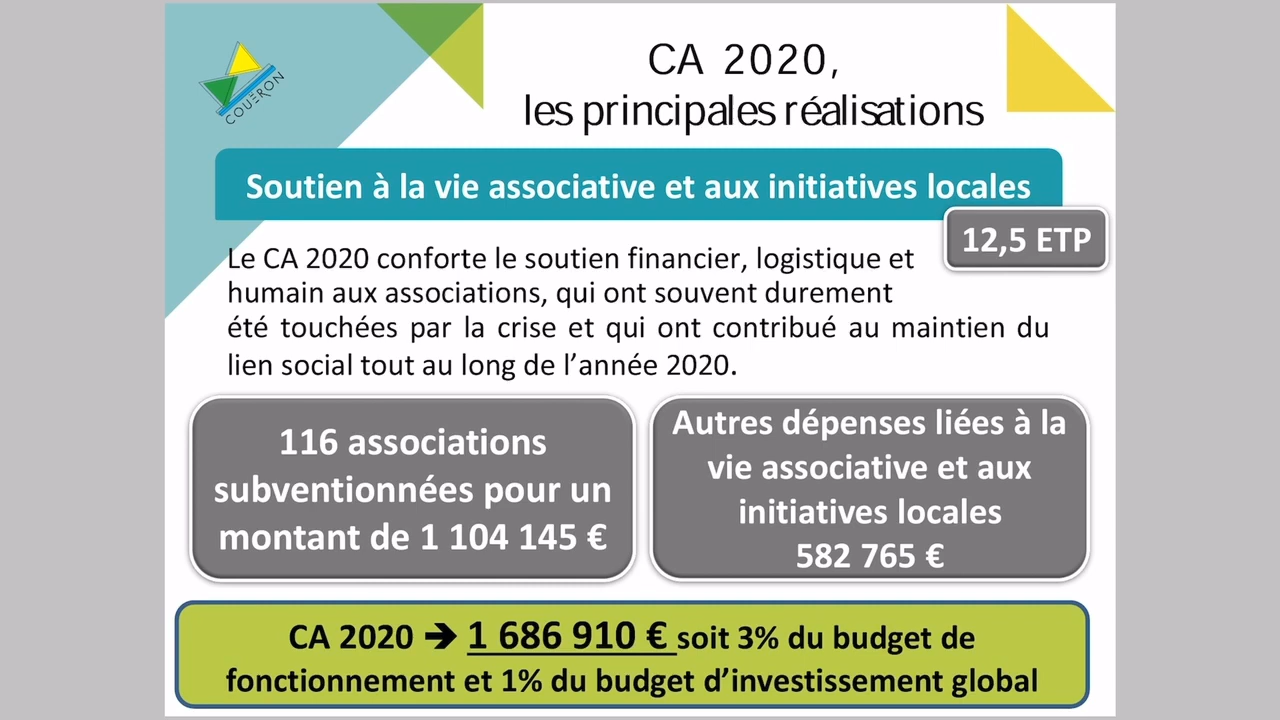 COUËRON
CA 2020,
les principales réalisations
Soutien à la vie associative et aux initiatives locales
12,5 ETP
Le CA 2020 conforte le soutien financier, logistique et
humain aux associations, qui ont souvent durement
été touchées par la crise et qui ont contribué au maintien du
lien social tout au long de l’année 2020.
116 associations
subventionnées pour un
montant de 1 104 145 €
Autres dépenses liées à la
vie associative et aux
initiatives locales
582 765 €
CA 2020 ➔ 1 686 910 € soit 3% du budget de
fonctionnement et 1% du budget d’investissement global